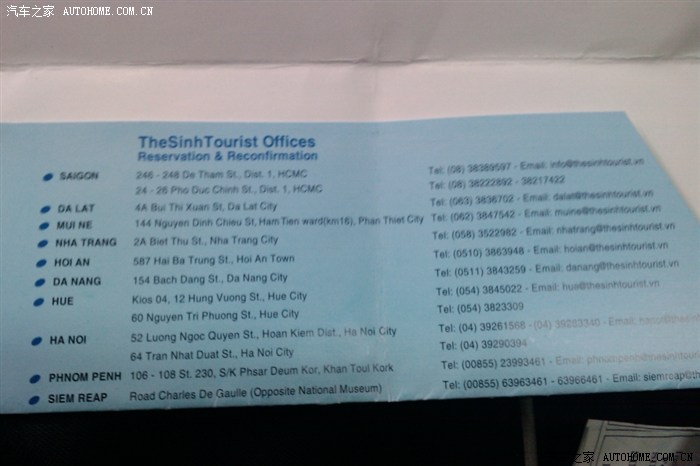 汽车之家 AUTOHOME.COM.CN
TheSinhTourist Offices
Reservation & Reconfirmation
SAIGON 246 - 248 De Tham St., Dist. 1, HCMC Tel: (08) 38389597 - Email: info@thesinhtourist.vn
24 - 26 Pho Duc Chinh St., Dist. 1, HCMC Tel: (08) 38222892 - 38217422
DA LAT 4A Bui Thi Xuan St, Da Lat City Tel: (063) 3836702 - Email: dalat@thesinhtourist.vn
MUI NE 144 Nguyen Dinh Chieu St, Ham Tien ward(km16), Phan Thiet City Tel: (062) 3847542 - Email: muine@thesinhtourist.vn
NHA TRANG 2A Biet Thu St., Nha Trang City Tel: (058) 3522982 - Email: nhatrang@thesinhtourist.vn
HOI AN 587 Hai Ba Trung St., Hoi An Town Tel: (0510) 3863948 - Email: hoian@thesinhtourist.vn
DA NANG 154 Bach Dang St., Da Nang City Tel: (0511) 3843259 - Email: danang@thesinhtourist.vn
HUE Kios 04, 12 Hung Vuong St., Hue City Tel: (054) 3845022 - Email: hue@thesinhtourist.vn
60 Nguyen Tri Phuong St., Hue City Tel: (054) 3823309
HA NOI 52 Luong Ngoc Quyen St., Hoan Kiem Dist., Ha Noi City Tel: (04) 39261568 - (04) Email:
64 Tran Nhat Duat St., Ha Noi City Tel: (04) 39290394
PHNOM PENH 106 - 108 St. 230, S/K Phsar Deum Kor, Khan Toul Kork Tel: (00855) 23993461 - Email:
SIEM REAP Road Charles De Gaulle (Opposite National Museum) Tel: (00855) 63963461 - 63966461 - Email:
汽车之家 AUTOHOME.COM.CN